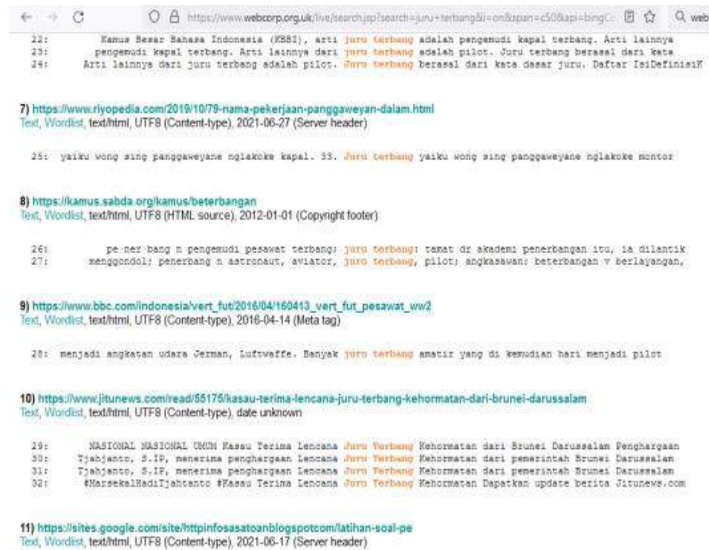 https://www.webcorp.org.uk/live/search.jsp?search=juru+terbang&i=on&span=c50&api=bingC
web
22: Kamus Besar Bahasa Indonesia (KBBI), arti juru terbang adalah pengemudi kapal terbang. Arti lainnya
23: pengemudi kapal terbang. Arti lainnya dari juru terbang adalah pilot. Juru terbang berasal dari kata
24: Arti lainnya dari juru terbang adalah pilot. Juru terbang berasal dari kata dasar juru. Daftar IsiDefinisiK
7) https://www.riyopedia.com/2019/10/79-nama-pekerjaan-panggaweyan-dalam.html
Text, Wordlist, text/html, UTF8 (Content-type), 2021-06-27 (Server header)
25: yaiku wong sing panggaweyane nglakoke kapal. 33. Juru terbang yaiku wong sing panggaweyane nglakoke montor
8) https://kamus.sabda.org/kamus/beterbangan
Text, Wordlist, text/html, UTF8 (HTML source), 2012-01-01 (Copyright footer)
26: pe·ner·bang n pengemudi pesawat terbang; juru terbang: tamat dr akademi penerbangan itu, ia dilantik
27: menggondol; penerbang n astronaut, aviator, juru terbang, pilot; angkasawan: beterbangan v berlayangan,
9) https://www.bbc.com/indonesia/vert_fut/2016/04/160413_vert_fut_pesawat_ww2
Text, Wordlist, text/html, UTF8 (Content-type), 2016-04-14 (Meta tag)
28: menjadi angkatan udara Jerman, Luftwaffe. Banyak juru terbang amatir yang di kemudian hari menjadi pilot
10) https://www.jitunews.com/read/55175/kasau-terima-lencana-juru-terbang-kehormatan-dari-brunei-darussalam
Text, Wordlist, text/html, UTF8 (Content-type), date unknown
29: NASIONAL NASIONAL UMUM Kasau Terima Lencana Juru Terbang Kehormatan dari Brunei Darussalam Penghargaan
30: Tjahjanto, S.IP, menerima penghargaan Lencana Juru Terbang Kehormatan dari pemerintah Brunei Darussalam
31: Tjahjanto, S.IP, menerima penghargaan Lencana Juru Terbang Kehormatan dari pemerintah Brunei Darussalam
32: #MarsekalHadiTjahtanto #Kasau Terima Lencana Juru Terbang Kehormatan Dapatkan update berita Jitunews.com
11) https://sites.google.com/site/httpinfosasatoanblogspotcom/latihan-soal-pe
Text, Wordlist, text/html, UTF8 (Content-type), 2021-06-17 (Server header)